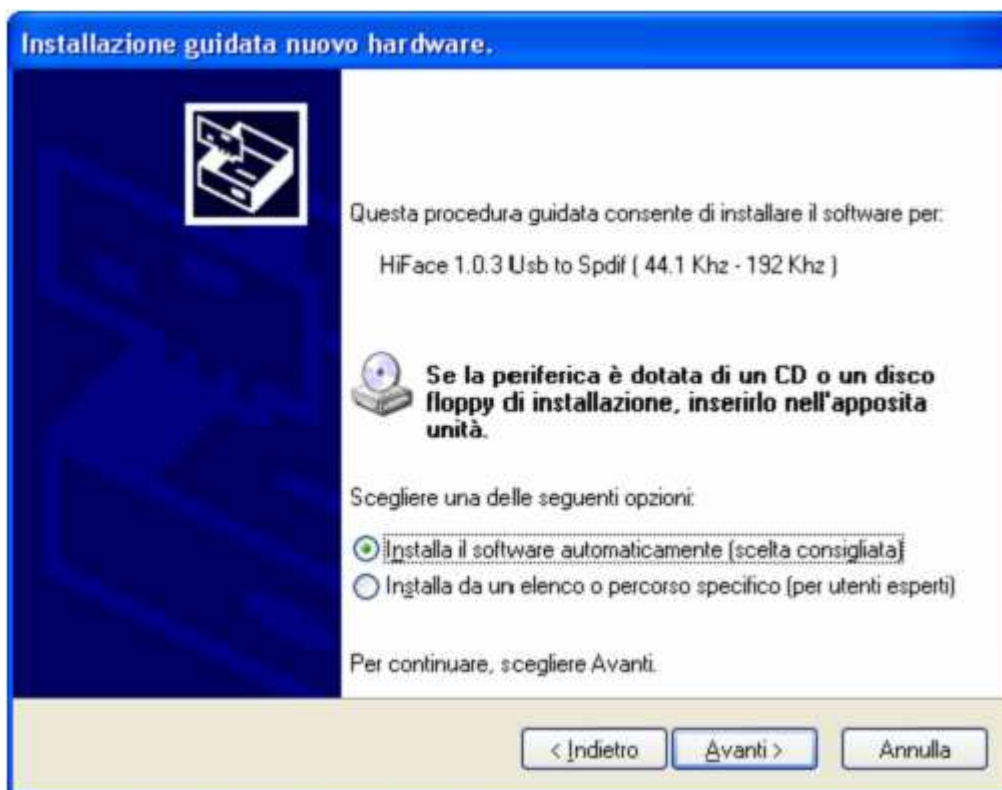 Installazione guidata nuovo hardware.
Questa procedura guidata consente di installare il software per:
HiFace 1.0.3 Usb to Spdif ( 44.1 Khz - 192 Khz )
Se la periferica è dotata di un CD o un disco
floppy di installazione, inserirlo nell'apposita
unità.
Scegliere una delle seguenti opzioni:
Installa il software automaticamente (scelta consigliata)
Installa da un elenco o percorso specifico (per utenti esperti)
Per continuare, scegliere Avanti.
< Indietro
Avanti >
Annulla